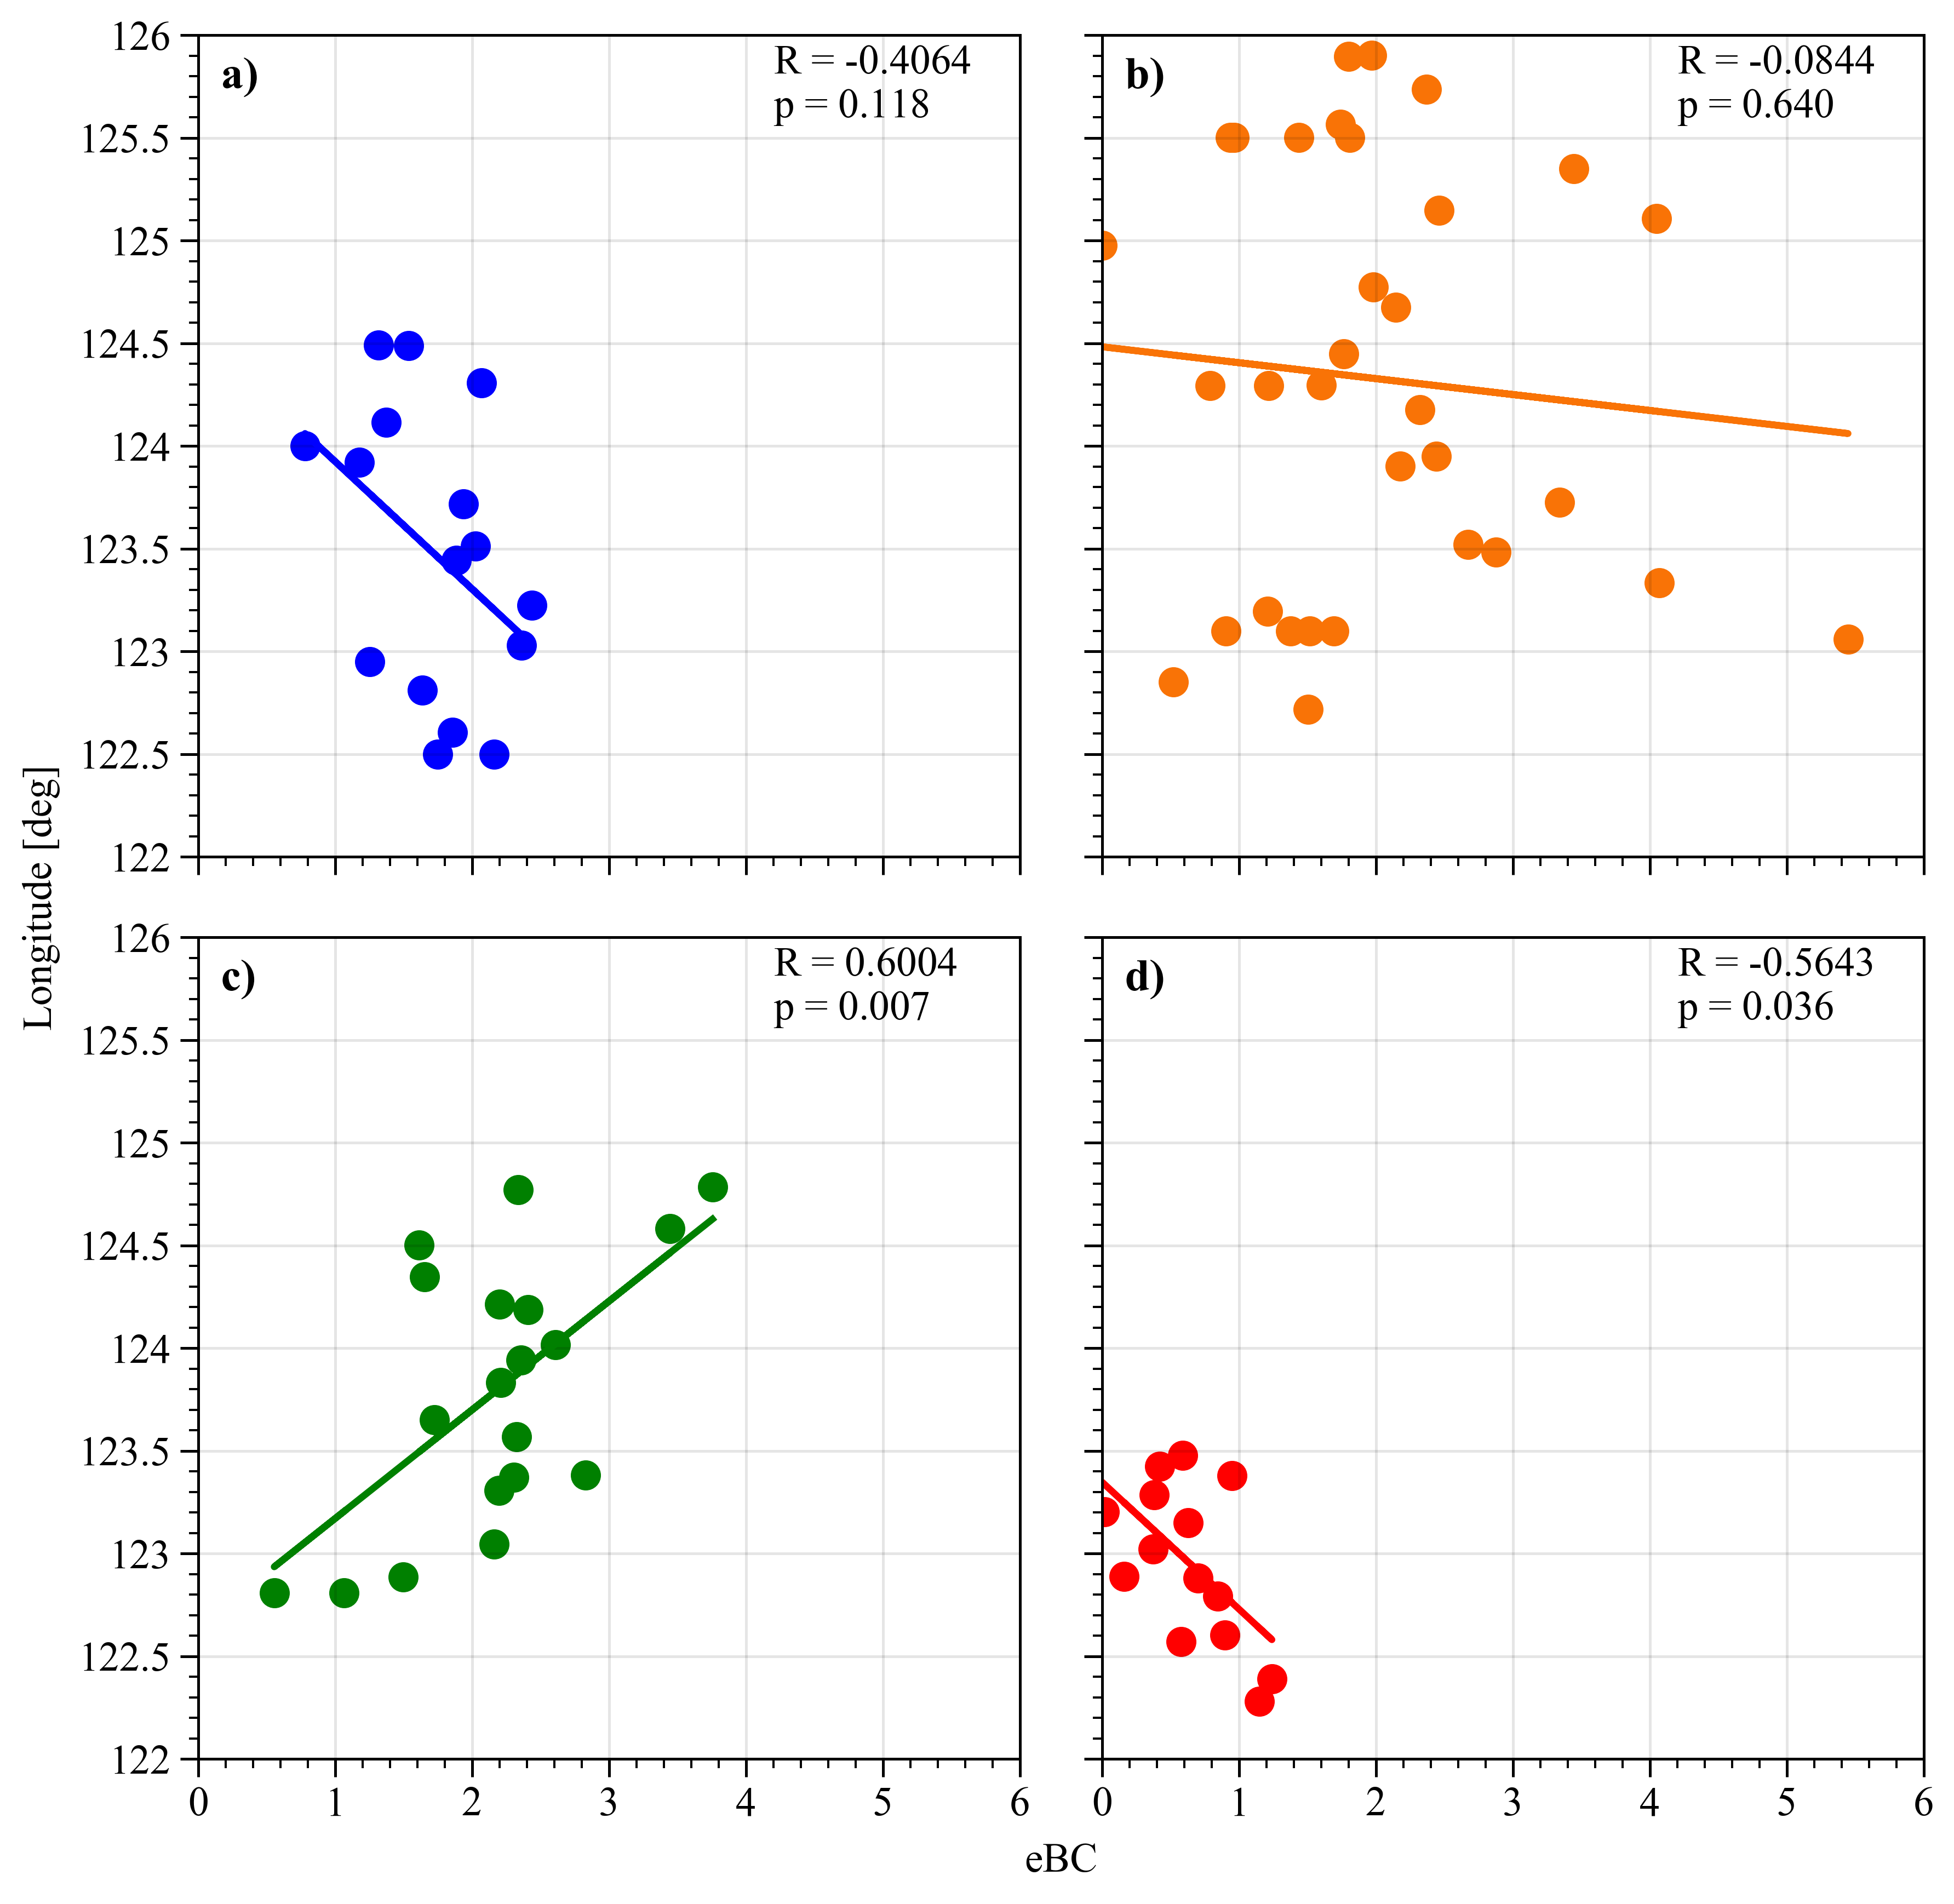 a)
R = -0.4064
p = 0.118
b)
R = -0.0844
p = 0.640
126
125.5
125
124.5
124
123.5
123
122.5
122
Longitude [deg]
c)
R = 0.6004
p = 0.007
d)
R = -0.5643
p = 0.036
126
125.5
125
124.5
124
123.5
123
122.5
122
0 1 2 3 4 5 6
0 1 2 3 4 5 6
eBC